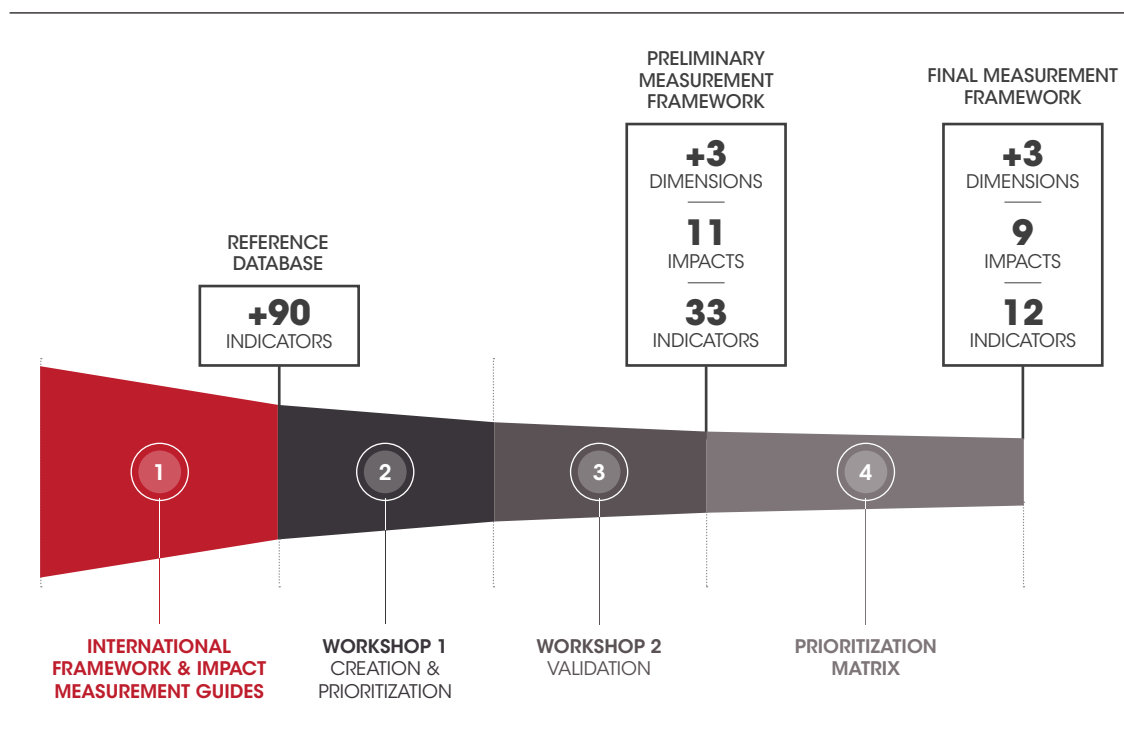 REFERENCE
DATABASE
+90
INDICATORS
PRELIMINARY
MEASUREMENT
FRAMEWORK
+3
DIMENSIONS
11
IMPACTS
33
INDICATORS
FINAL MEASUREMENT
FRAMEWORK
+3
DIMENSIONS
9
IMPACTS
12
INDICATORS
1
2
3
4
INTERNATIONAL
FRAMEWORK & IMPACT
MEASUREMENT GUIDES
WORKSHOP 1
CREATION &
PRIORITIZATION
WORKSHOP 2
VALIDATION
PRIORITIZATION
MATRIX